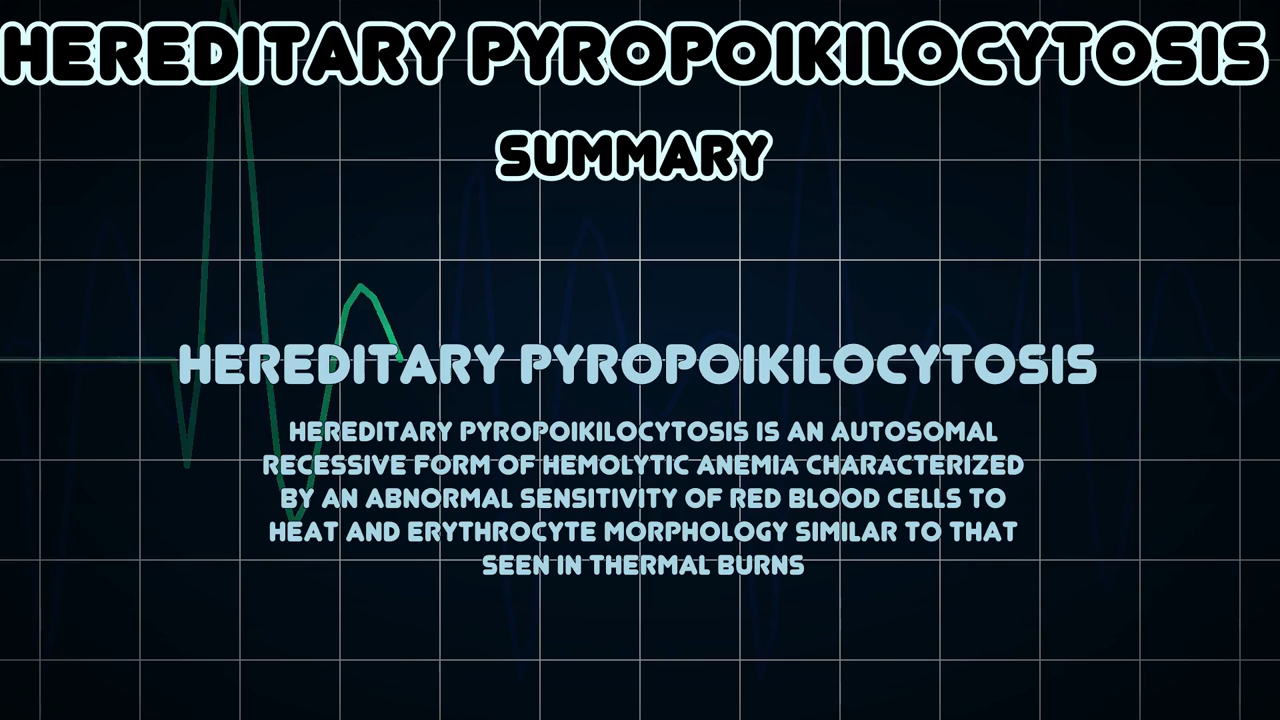 HEREDITARY PYROPOIKILOCYTOSIS
SUMMARY
HEREDITARY PYROPOIKILOCYTOSIS
HEREDITARY PYROPOIKILOCYTOSIS IS AN AUTOSOMAL
RECESSIVE FORM OF HEMOLYTIC ANEMIA CHARACTERIZED
BY AN ABNORMAL SENSITIVITY OF RED BLOOD CELLS TO
HEAT AND ERYTHROCYTE MORPHOLOGY SIMILAR TO THAT
SEEN IN THERMAL BURNS